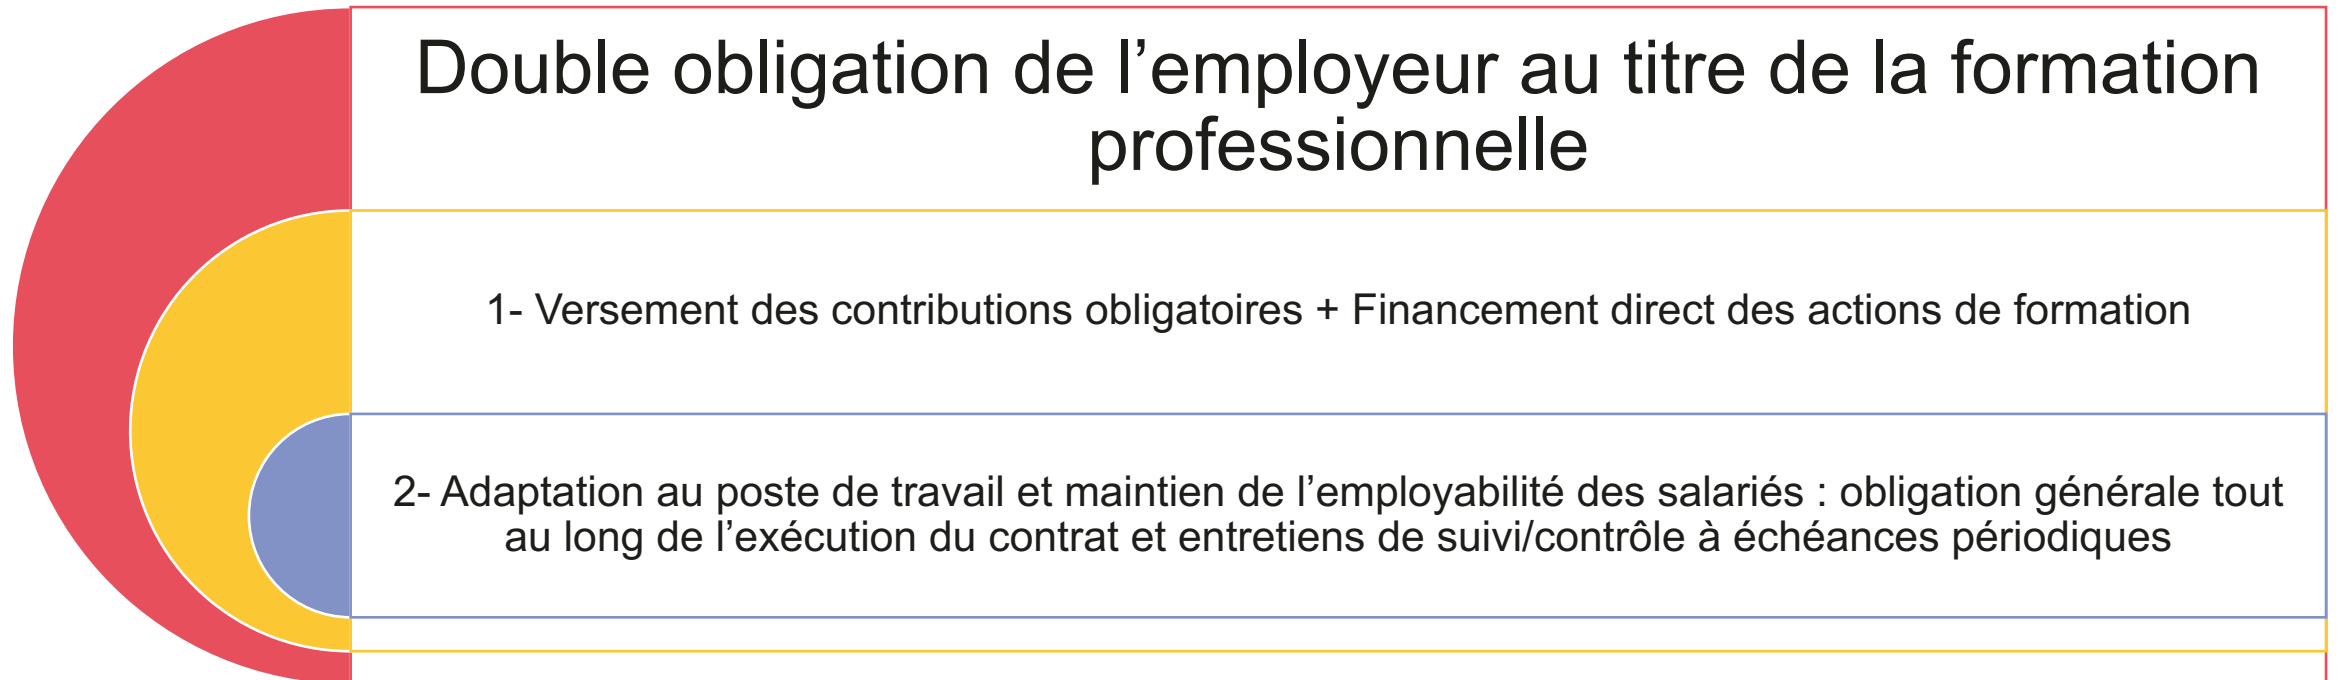 Double obligation de l’employeur au titre de la formation
professionnelle
1- Versement des contributions obligatoires + Financement direct des actions de formation
2- Adaptation au poste de travail et maintien de l’employabilité des salariés : obligation générale tout
au long de l’exécution du contrat et entretiens de suivi/contrôle à échéances périodiques